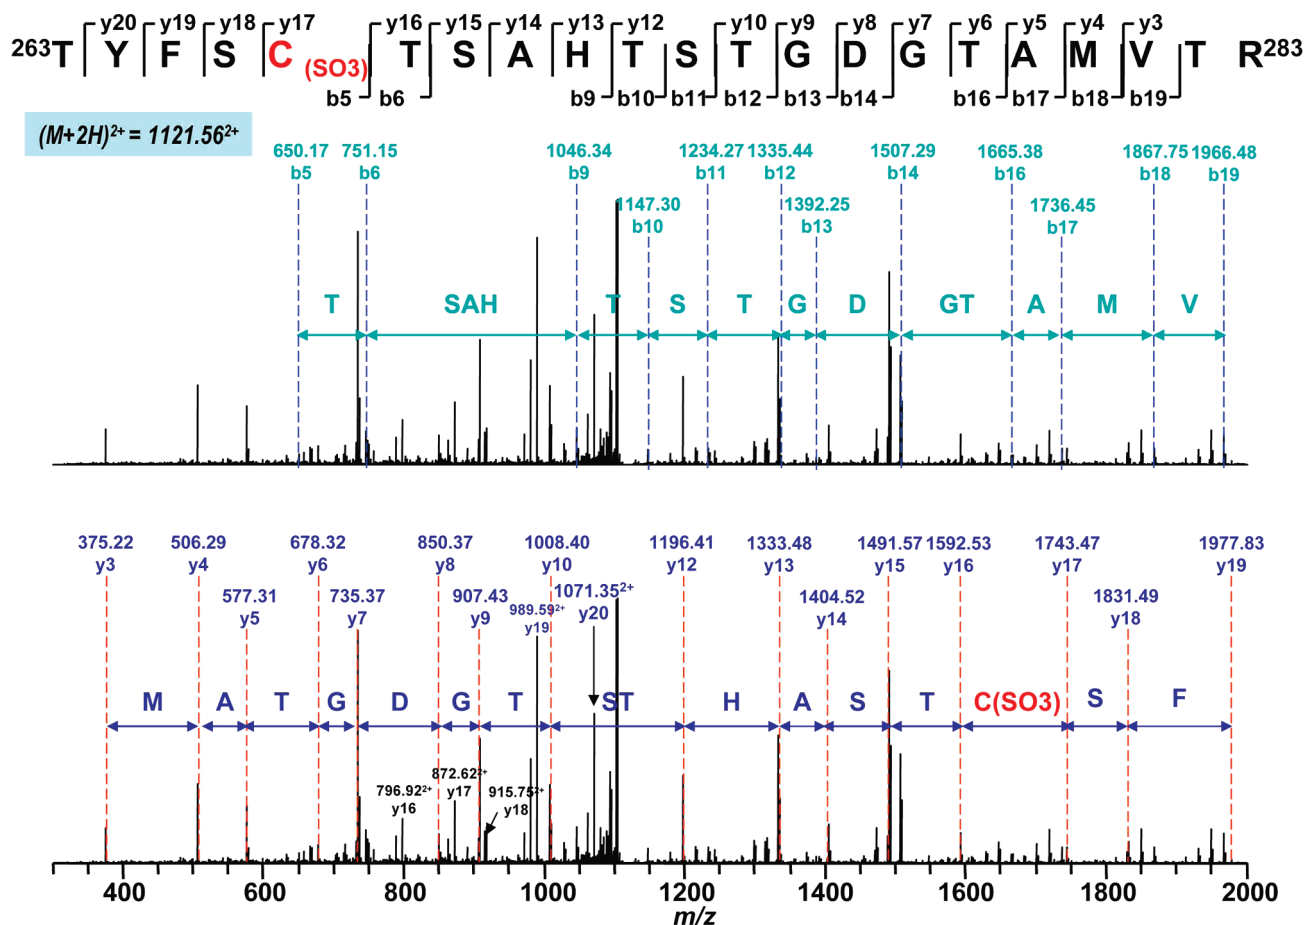 y20 y19 y18 y17 y16 y15 y14 y13 y12 y10 y9 y8 y7 y6 y5 y4 y3
263T Y F S C (SO3) T S A H T S T G D G T A M V T R283
b5 b6 b9 b10 b11 b12 b13 b14 b16 b17 b18 b19
(M+2H)2+ = 1121.562+
650.17 751.15 1046.34 1234.27 1335.44 1507.29 1665.38 1867.75 1966.48
b5 b6 b9 b11 b12 b14 b16 b18 b19
1147.30 1392.25 1736.45
b10 b13 b17
T SAH T S T G D GT A M V
375.22 506.29 678.32 850.37 1008.40 1196.41 1333.48 1491.57 1592.53 1743.47 1977.83
y3 y4 y6 y8 y10 y12 y13 y15 y16 y17 y19
577.31 735.37 907.43 989.592+ 1071.352+ 1404.52 1831.49
y5 y7 y9 y19 y20 y14 y18
M A T G D G T ST H A S T C(SO3) S F
796.922+ 872.622+ 915.752+
y16 y17 y18
400 600 800 1000 1200 1400 1600 1800 2000
m/z